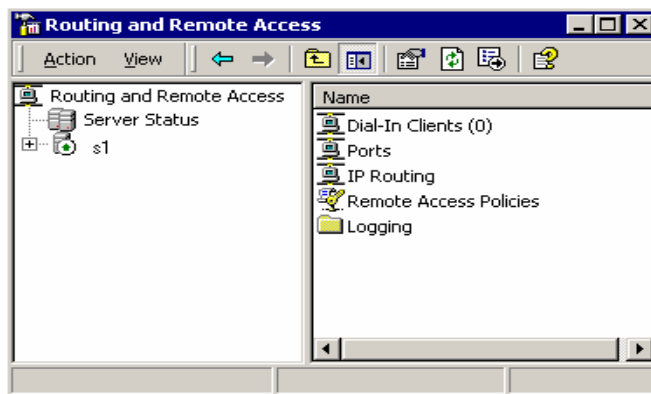 Routing and Remote Access
Action View
Routing and Remote Access
Server Status
s1
Name
Dial-In Clients (0)
Ports
IP Routing
Remote Access Policies
Logging